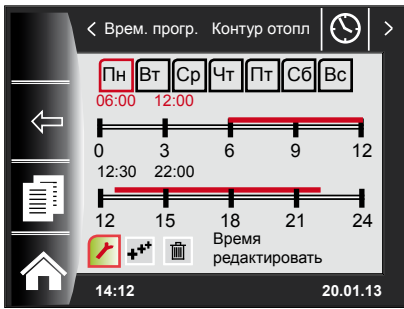 Врем. прогр. Контур отопл
Пн Вт Ср Чт Пт Сб Вс
06:00 12:00
0 3 6 9 12
12:30 22:00
12 15 18 21 24
Время
редактировать
14:12 20.01.13